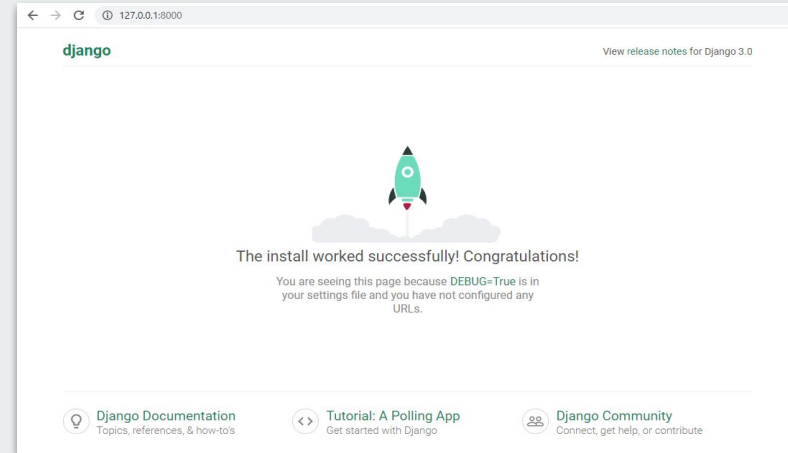 127.0.0.1:8000
django
View release notes for Django 3.0
The install worked successfully! Congratulations!
You are seeing this page because DEBUG=True is in
your settings file and you have not configured any
URLs.
Django Documentation
Topics, references, & how-to's
Tutorial: A Polling App
Get started with Django
Django Community
Connect, get help, or contribute